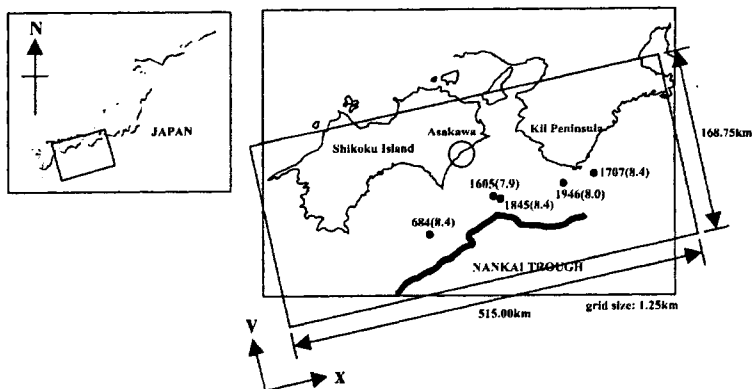 N
JAPAN
Shikoku Island
Asakawa
Kii Peninsula
168.75km
1707(8.4)
1605(7.9)
1946(8.0)
1845(8.4)
684(8.4)
NANKAI TROUGH
grid size: 1.25km
515.00km
V
X